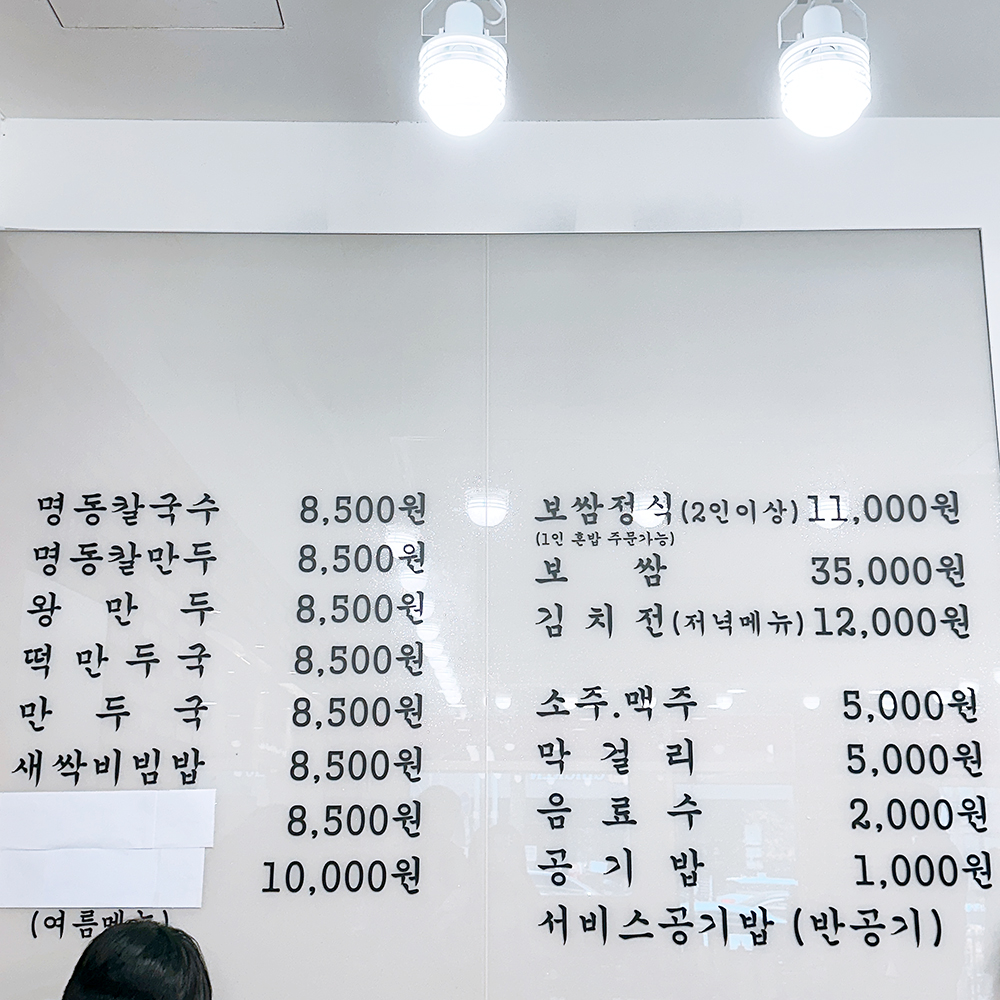 명동칼국수 8,500원
명동칼만두 8,500원
왕만두 8,500원
떡만두국 8,500원
만두국 8,500원
새싹비빔밥 8,500원
8,500원
10,000원
(여름메뉴)
보쌈정식(2인이상) 11,000원
(1인 혼밥 주문가능)
보쌈 35,000원
김치전(저녁메뉴) 12,000원
소주.맥주 5,000원
막걸리 5,000원
음료수 2,000원
공기밥 1,000원
서비스공기밥 (반공기)